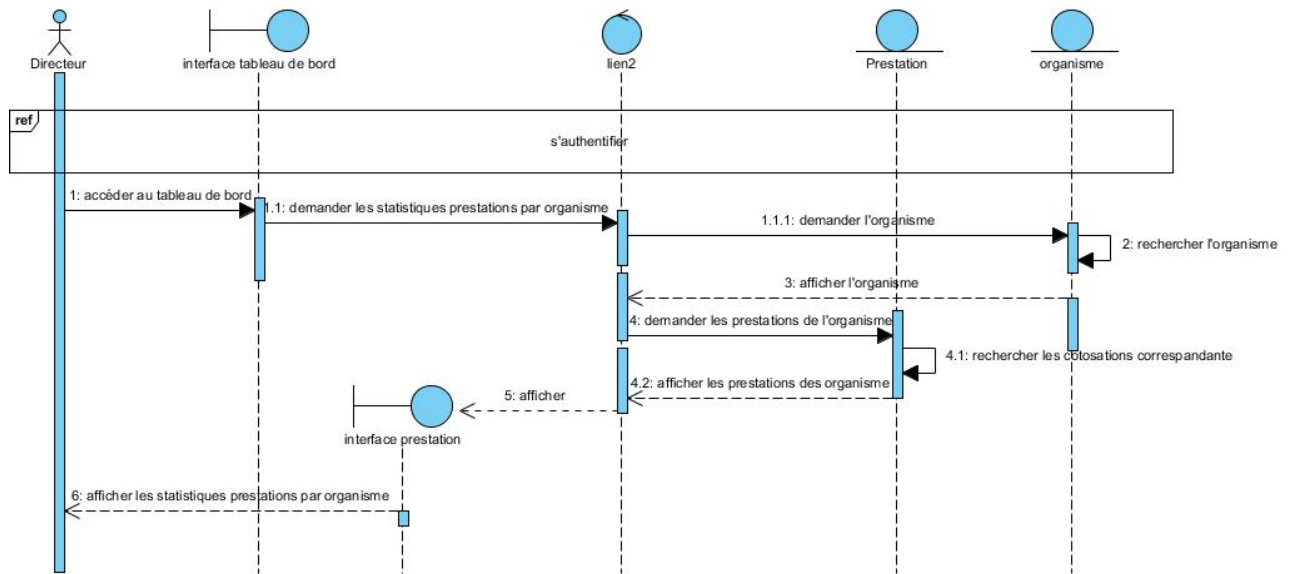 Directeur
interface tableau de bord
lien2
Prestation
organisme
ref
s'authentifier
1: accéder au tableau de bord
1.1: demander les statistiques prestations par organisme
1.1.1: demander l'organisme
2: rechercher l'organisme
3: afficher l'organisme
4: demander les prestations de l'organisme
4.1: rechercher les cotosations correspandante
4.2: afficher les prestations des organisme
5: afficher
interface prestation
6: afficher les statistiques prestations par organisme